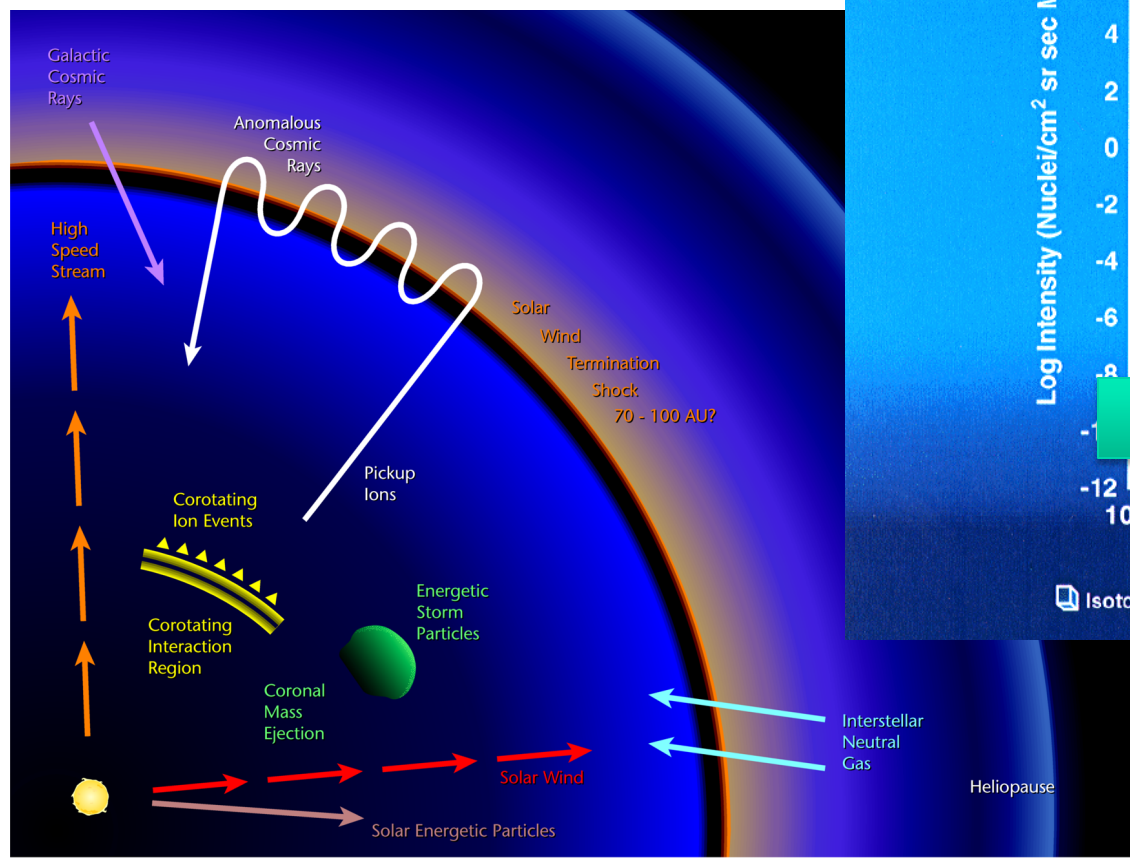 Galactic
Cosmic
Rays
Anomalous
Cosmic
Rays
High
Speed
Stream
Solar
Wind
Termination
Shock
70 - 100 AU?
Pickup
Ions
Corotating
Ion Events
Energetic
Storm
Particles
Corotating
Interaction
Region
Coronal
Mass
Ejection
Interstellar
Neutral
Gas
Solar Wind
Heliopause
Solar Energetic Particles
Log Intensity (Nuclei/cm² sr sec M
4
2
0
-2
-4
-6
-8
-12
10